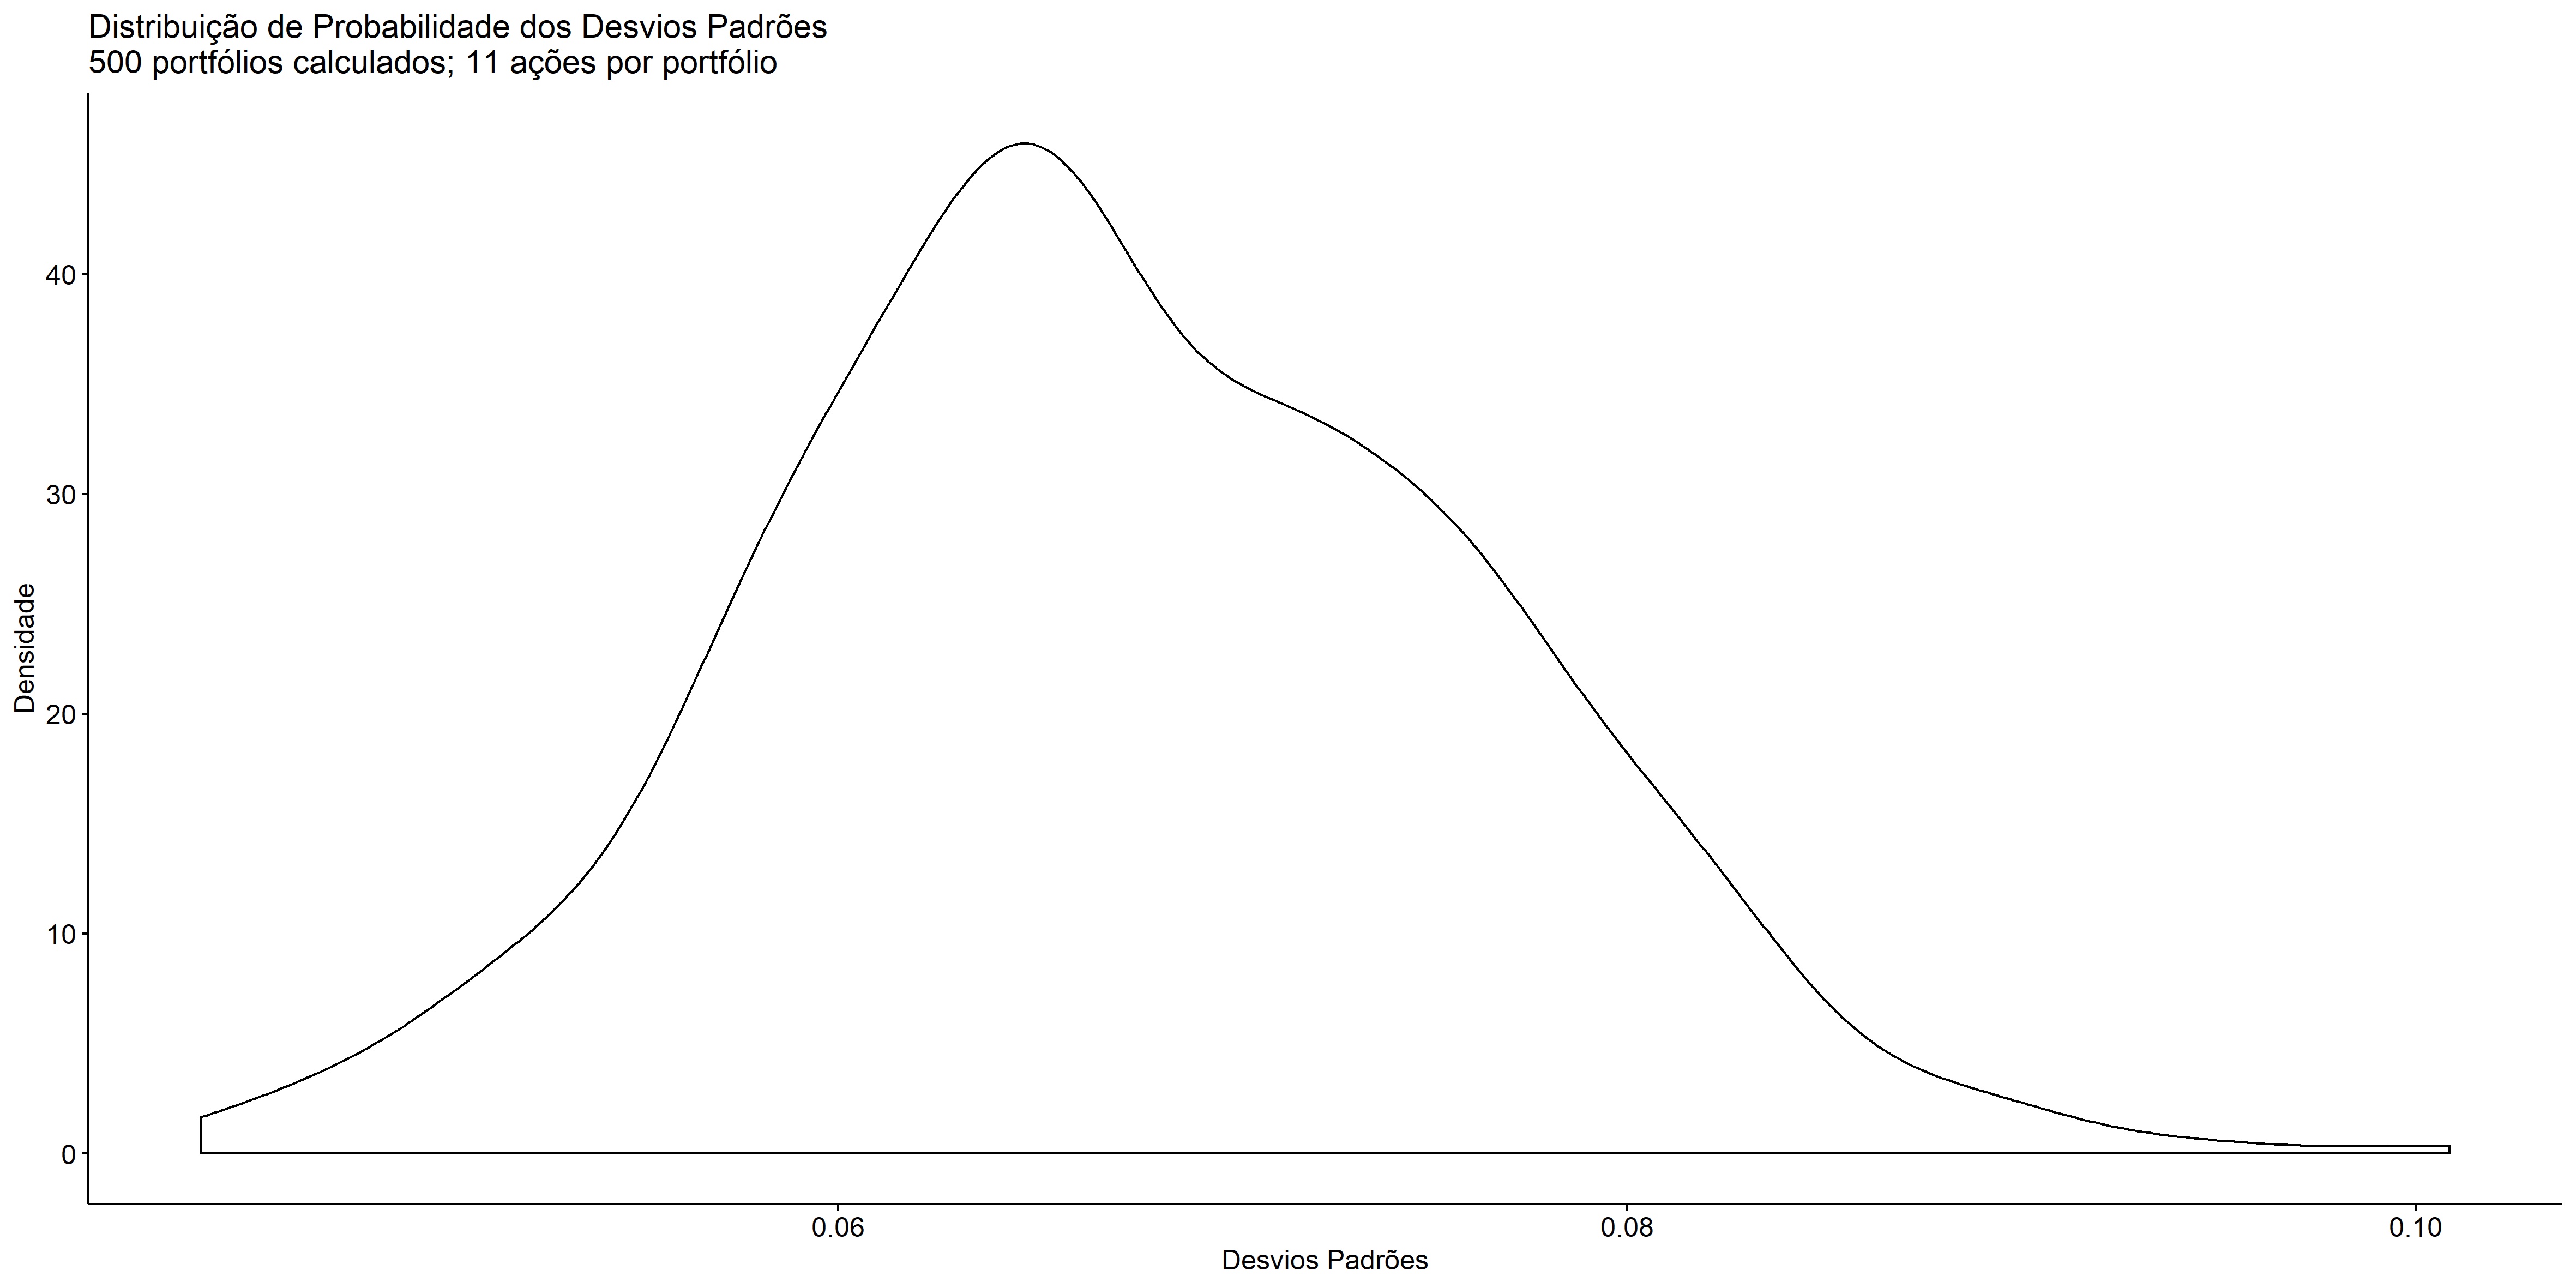 Distribuição de Probabilidade dos Desvios Padrões
500 portfólios calculados; 11 ações por portfólio
Densidade
40
30
20
10
0
0.06
0.08
0.10
Desvios Padrões